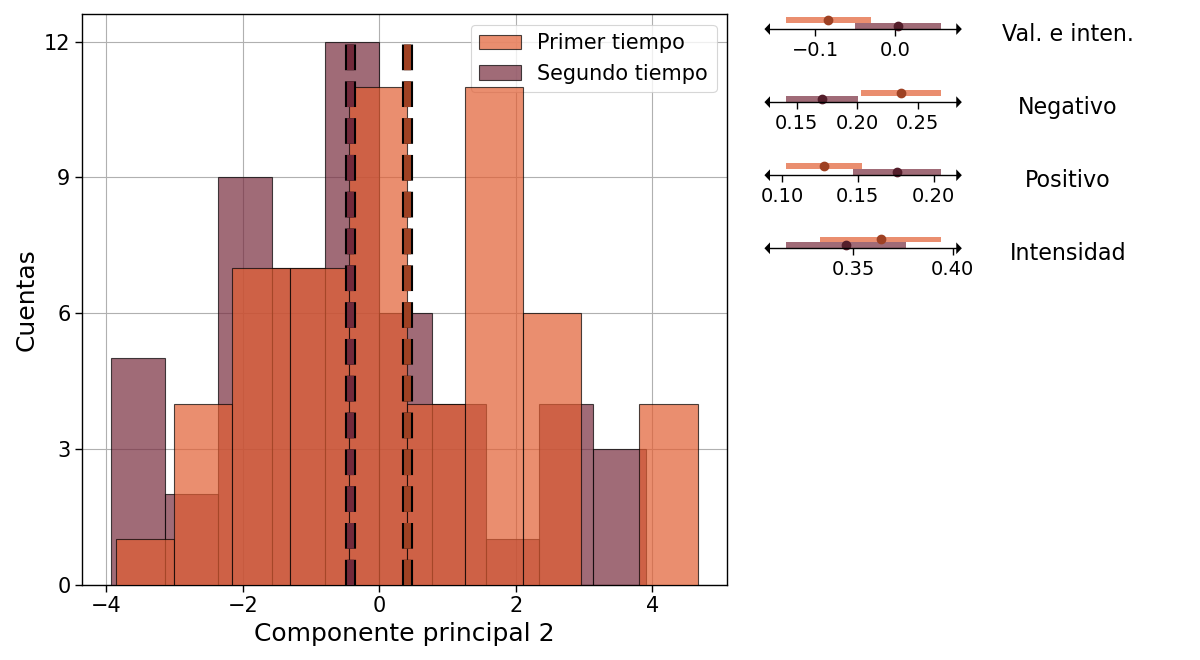 12
9
6
3
0
Cuentas
−4
−2
0
2
4
Componente principal 2
Primer tiempo
Segundo tiempo
−0.1
0.0
Val. e inten.
0.15
0.20
0.25
Negativo
0.10
0.15
0.20
Positivo
0.35
0.40
Intensidad